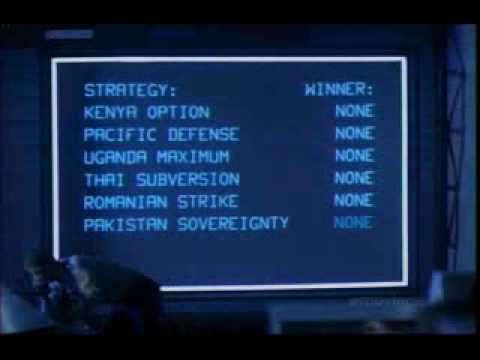 STRATEGY: WINNER:
KENYA OPTION NONE
PACIFIC DEFENSE NONE
UGANDA MAXIMUM NONE
THAI SUBVERSION NONE
ROMANIAN STRIKE NONE
PAKISTAN SOVEREIGNTY NONE